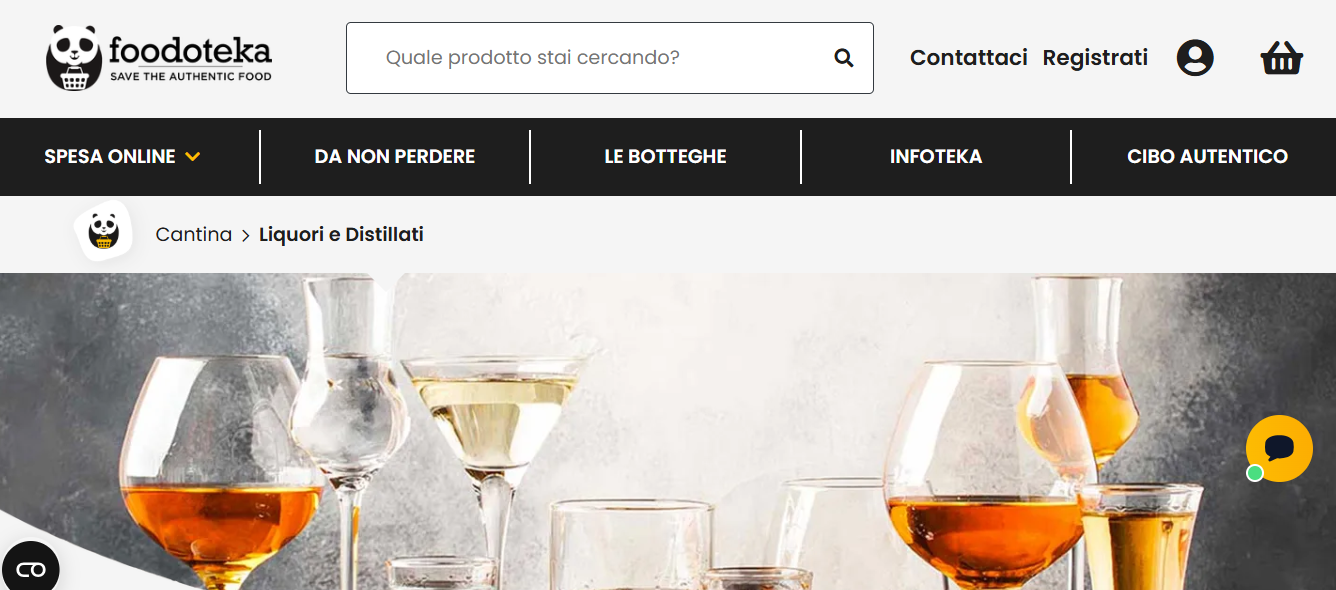 foodoteka
SAVE THE AUTHENTIC FOOD
Quale prodotto stai cercando?
Contattaci
Registrati
SPESA ONLINE
DA NON PERDERE
LE BOTTEGHE
INFOTEKA
CIBO AUTENTICO
Cantina > Liquori e Distillati